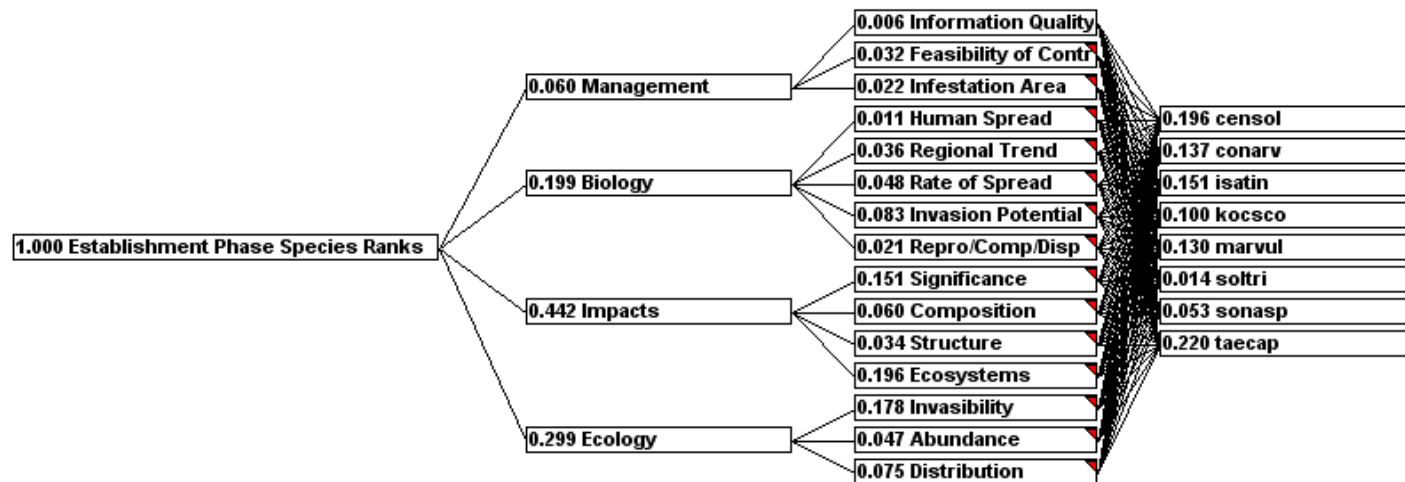 1.000 Establishment Phase Species Ranks
0.060 Management
0.199 Biology
0.442 Impacts
0.299 Ecology
0.006 Information Quality
0.032 Feasibility of Contr
0.022 Infestation Area
0.011 Human Spread
0.036 Regional Trend
0.048 Rate of Spread
0.083 Invasion Potential
0.021 Repro/Comp/Disp
0.151 Significance
0.060 Composition
0.034 Structure
0.196 Ecosystems
0.178 Invasibility
0.047 Abundance
0.075 Distribution
0.196 censol
0.137 conarv
0.151 isatin
0.100 kocsco
0.130 marvul
0.014 soltri
0.053 sonasp
0.220 taecap